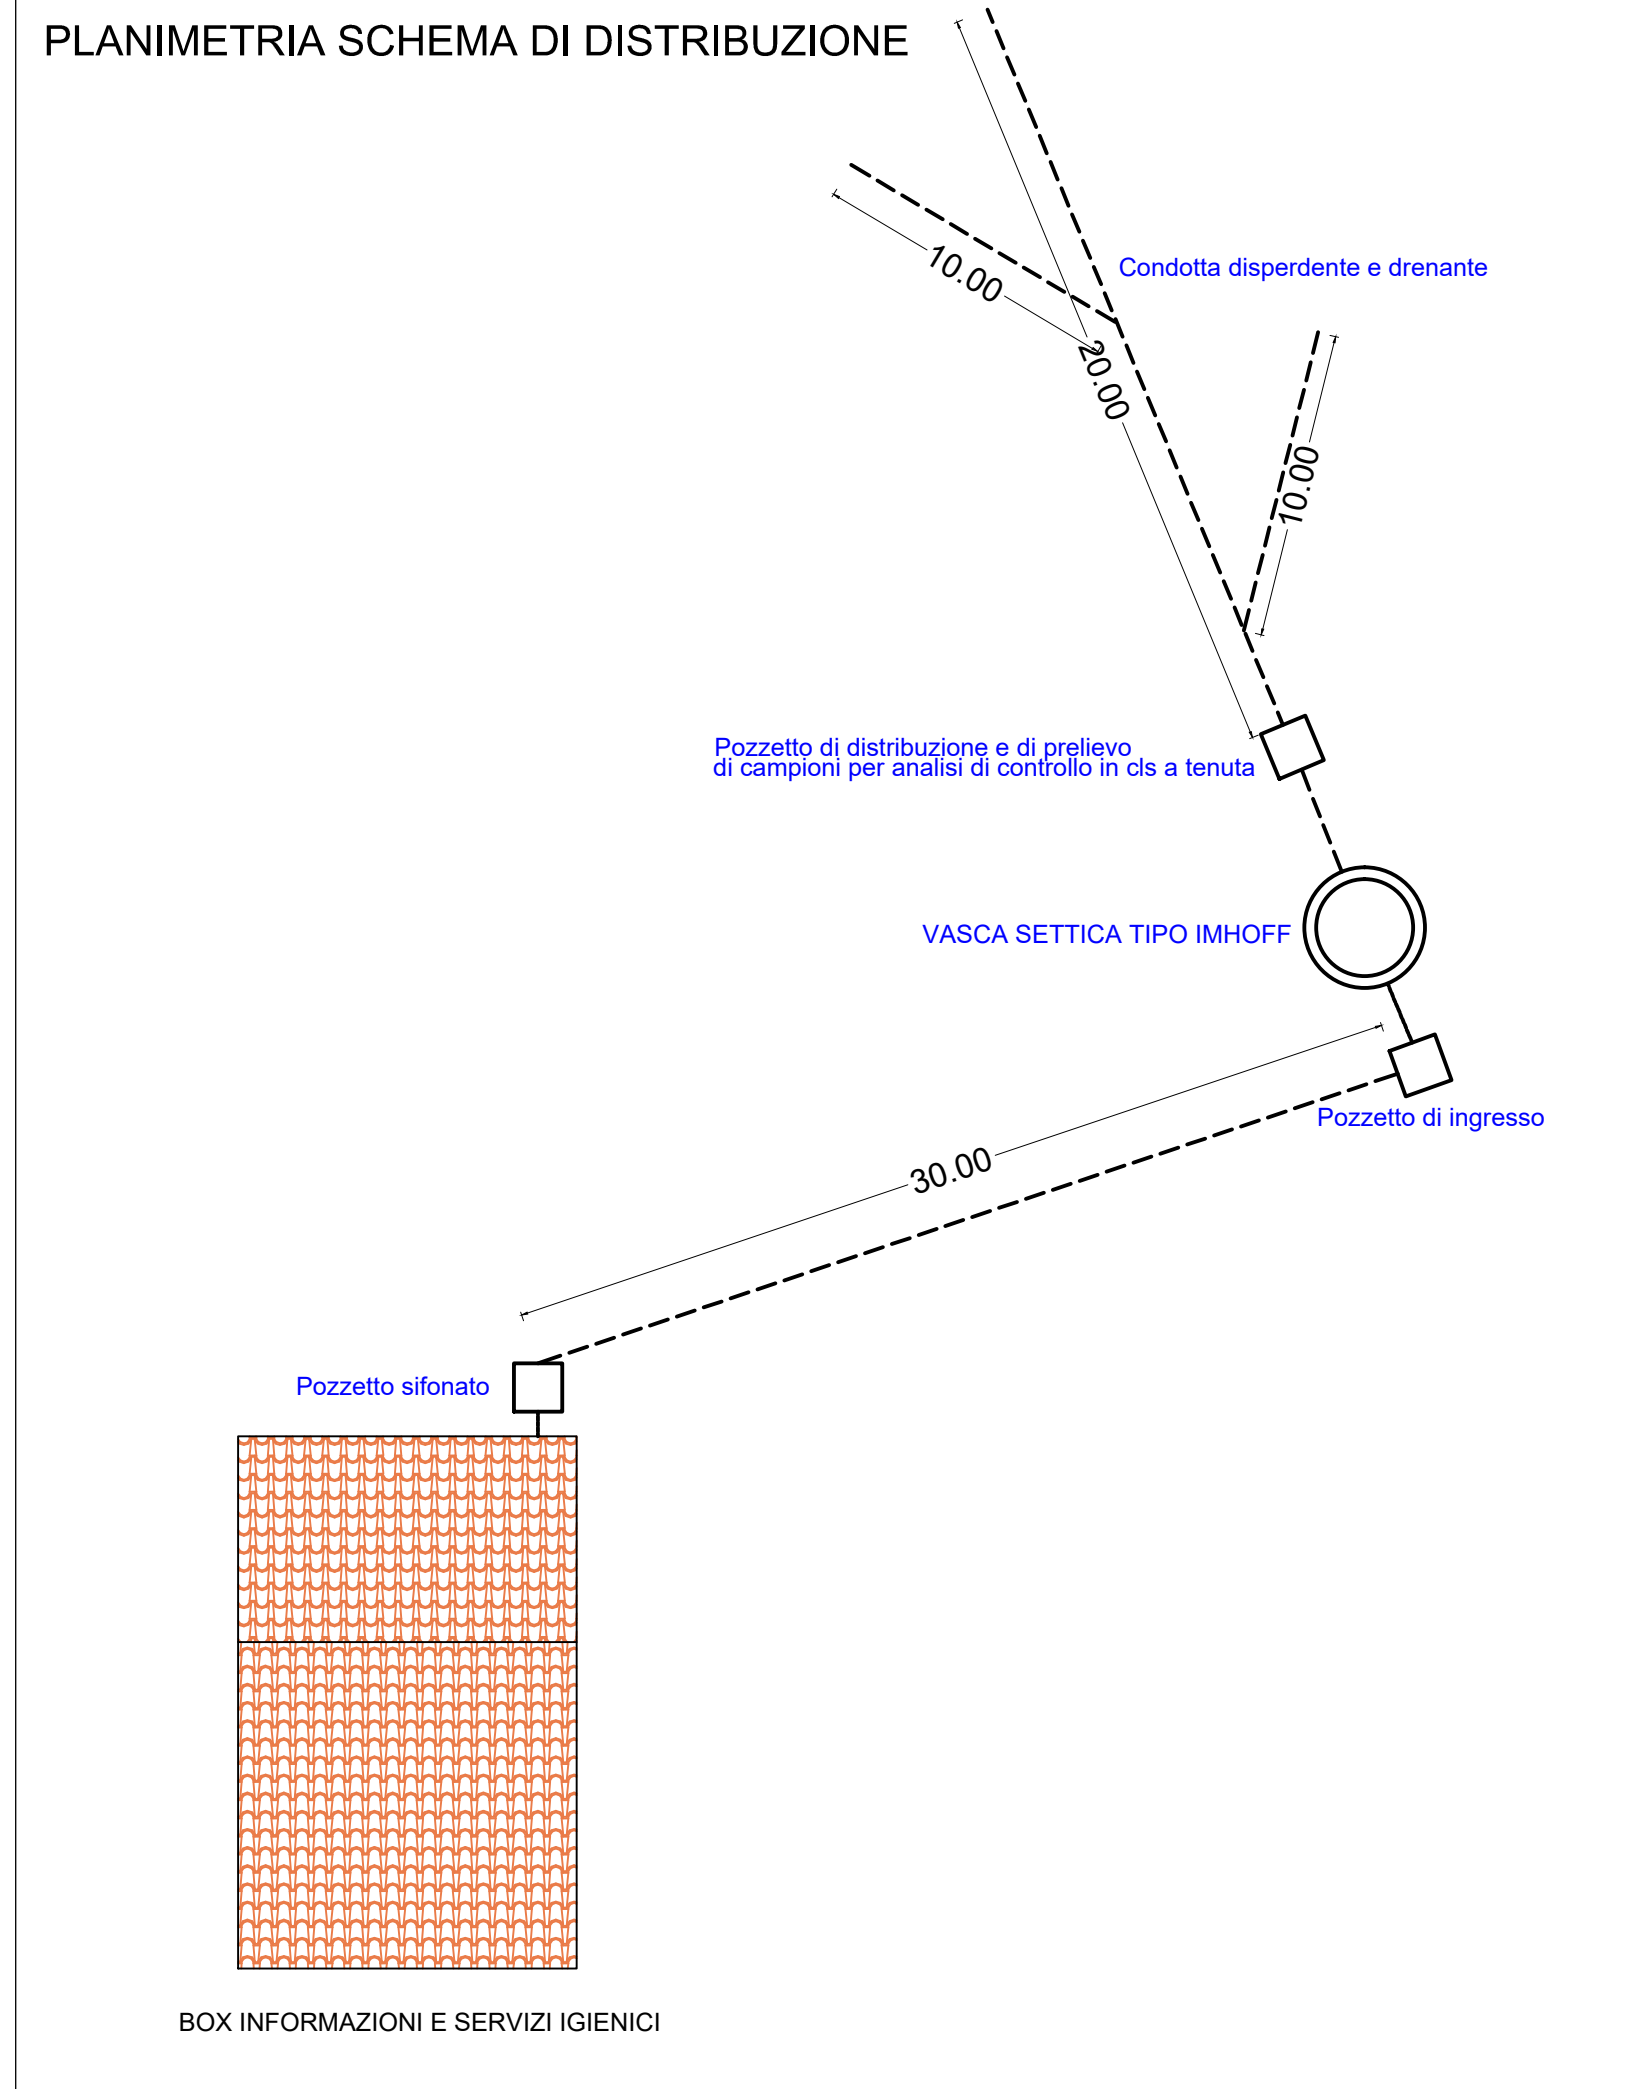 PLANIMETRIA SCHEMA DI DISTRIBUZIONE
10.00
Condotta disperdente e drenante
20.00
10.00
Pozzetto di distribuzione e di prelievo
di campioni per analisi di controllo in cls a tenuta
VASCA SETTICA TIPO IMHOFF
Pozzetto di ingresso
30.00
Pozzetto sifonato
BOX INFORMAZIONI E SERVIZI IGIENICI